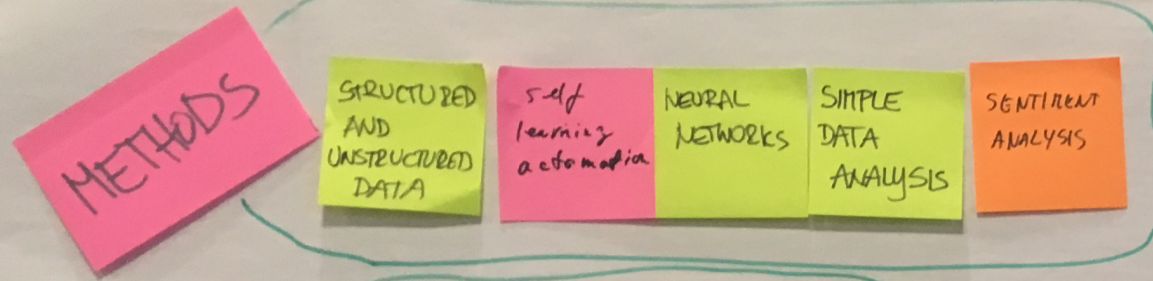 METHODS
STRUCTURED
AND
UNSTRUCTURED
DATA
self
learning
automation
NEURAL
NETWORKS
SIMPLE
DATA
ANALYSIS
SENTIMENT
ANALYSIS